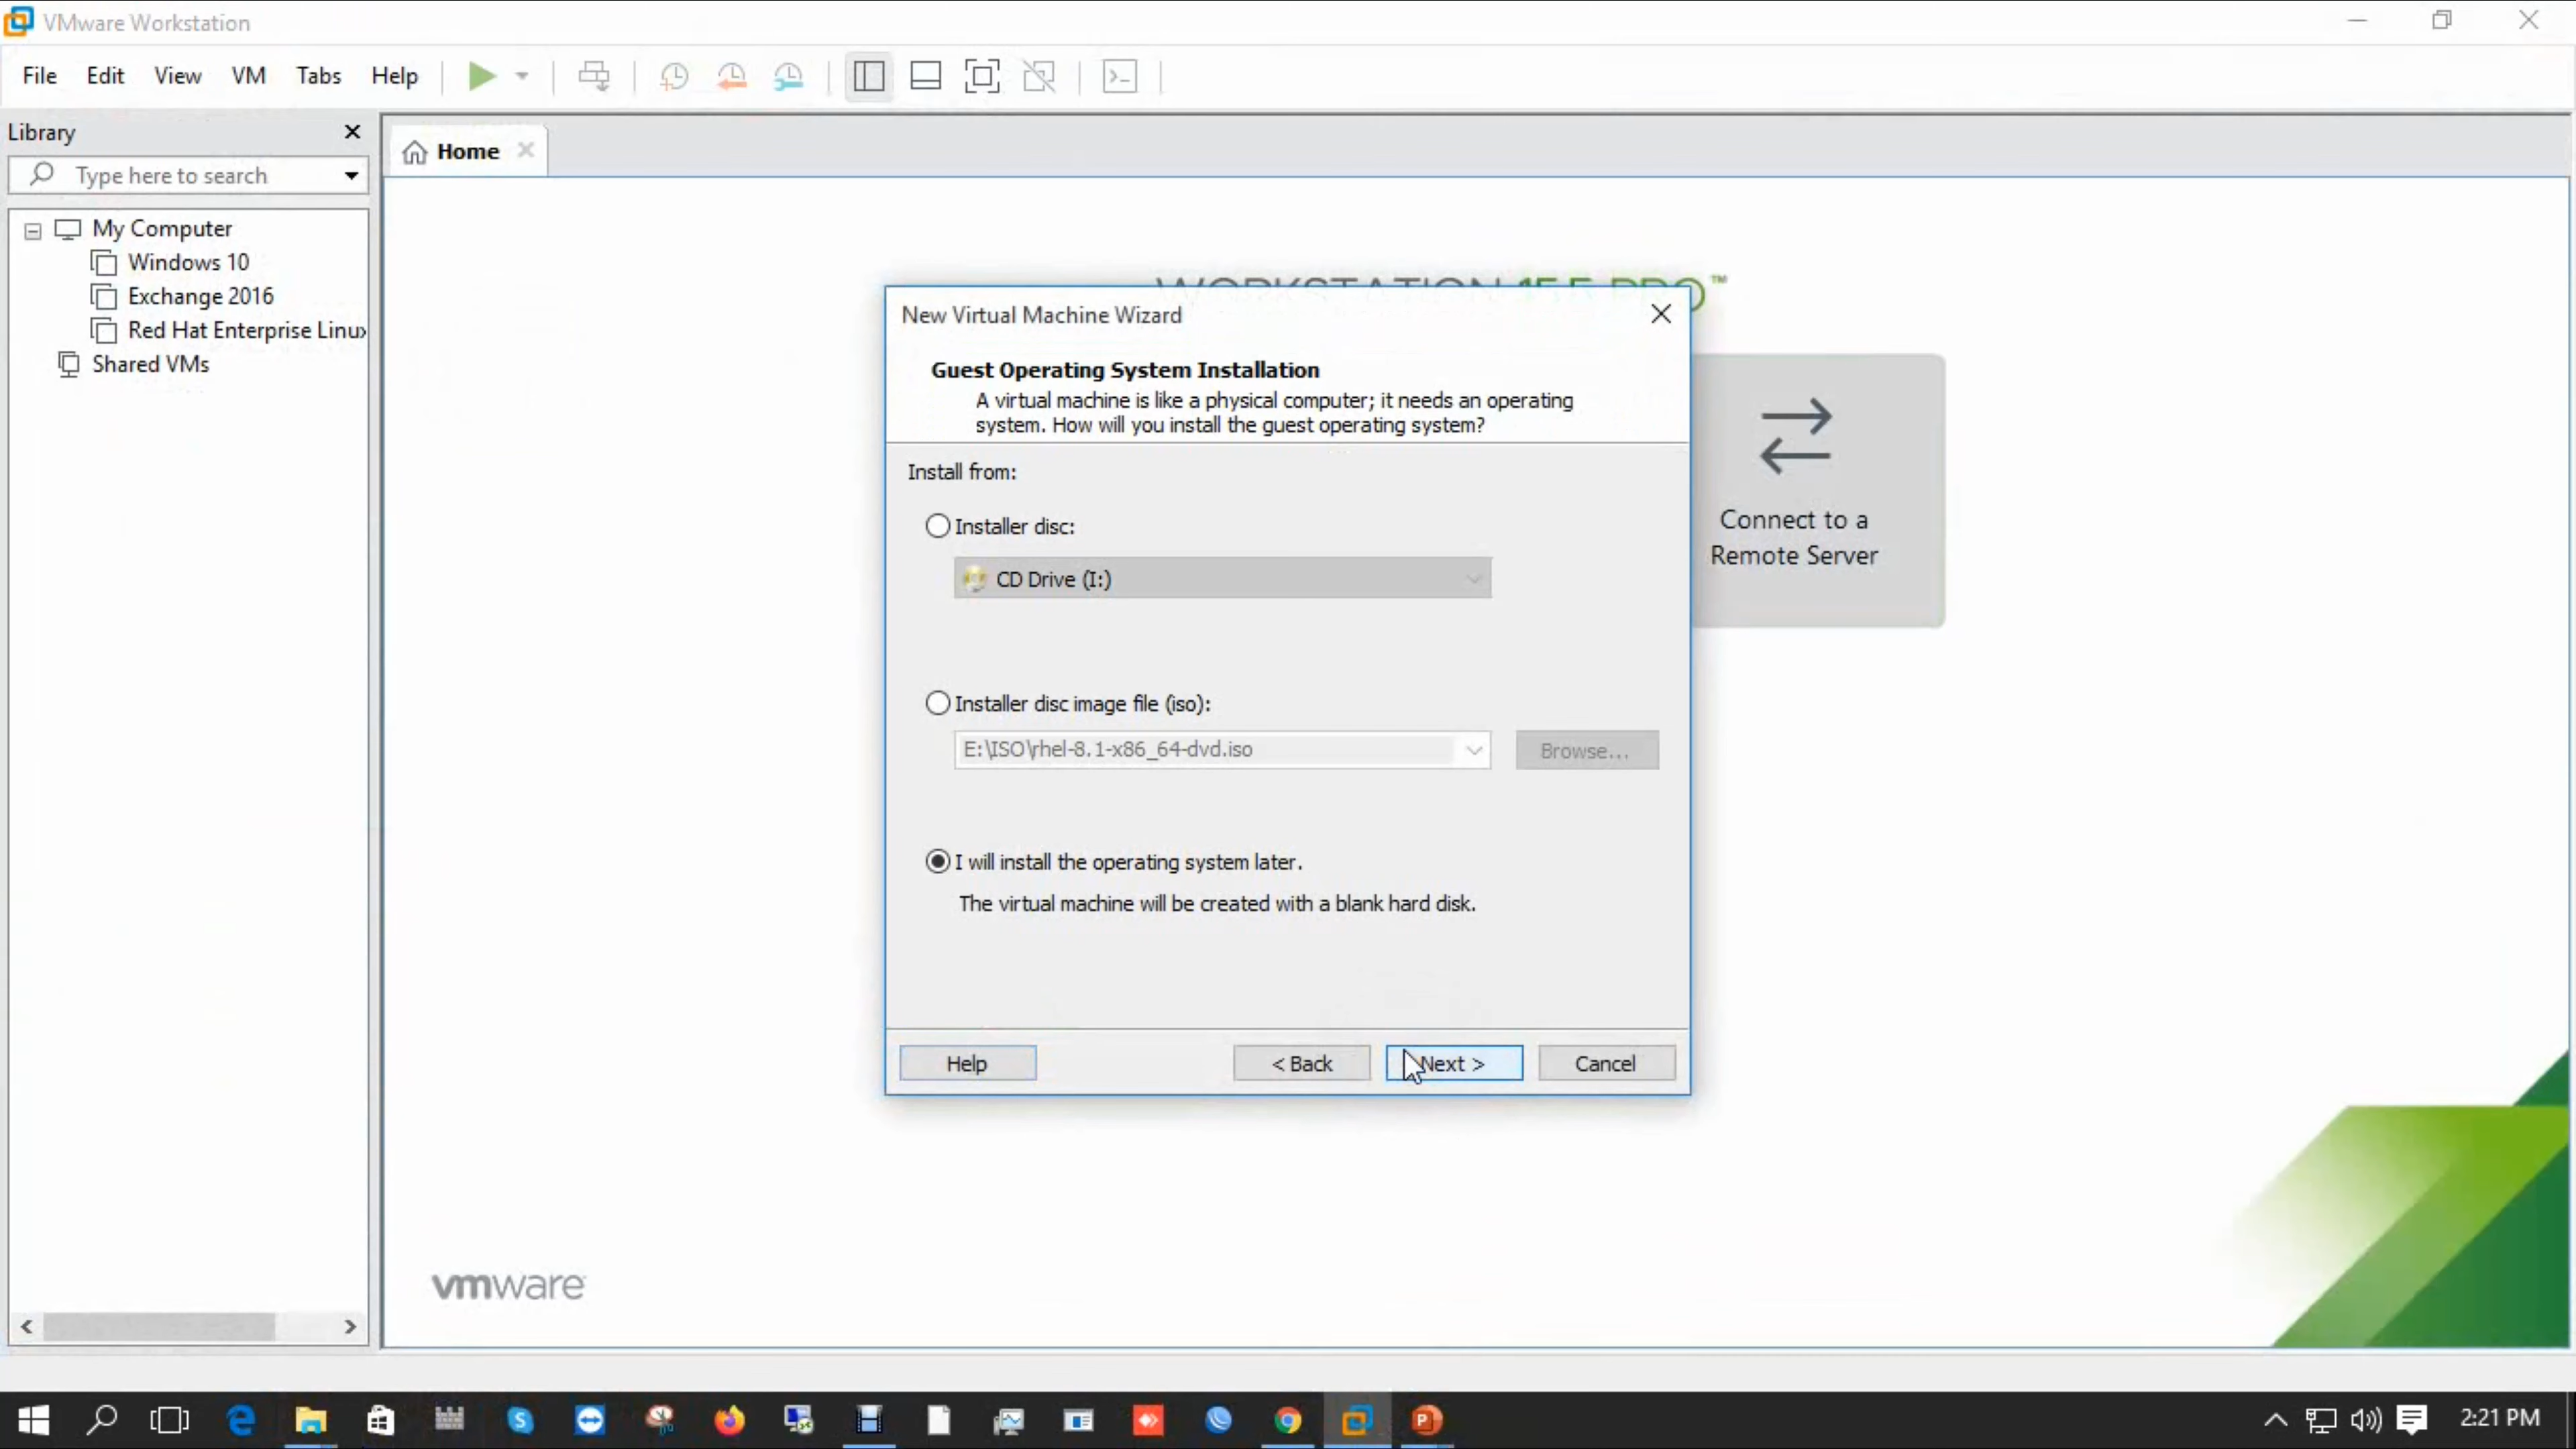 VMware Workstation
File Edit View VM Tabs Help
Library
Type here to search
My Computer
Windows 10
Exchange 2016
Red Hat Enterprise Linux
Shared VMs
Home
WORKSTATION 15.5 PRO™
New Virtual Machine Wizard
Guest Operating System Installation
A virtual machine is like a physical computer; it needs an operating
system. How will you install the guest operating system?
Install from:
Installer disc:
CD Drive (I:)
Installer disc image file (iso):
E:\ISO\rhel-8.1-x86_64-dvd.iso
Browse...
I will install the operating system later.
The virtual machine will be created with a blank hard disk.
Help
< Back
Next >
Cancel
Connect to a
Remote Server
vmware
2:21 PM